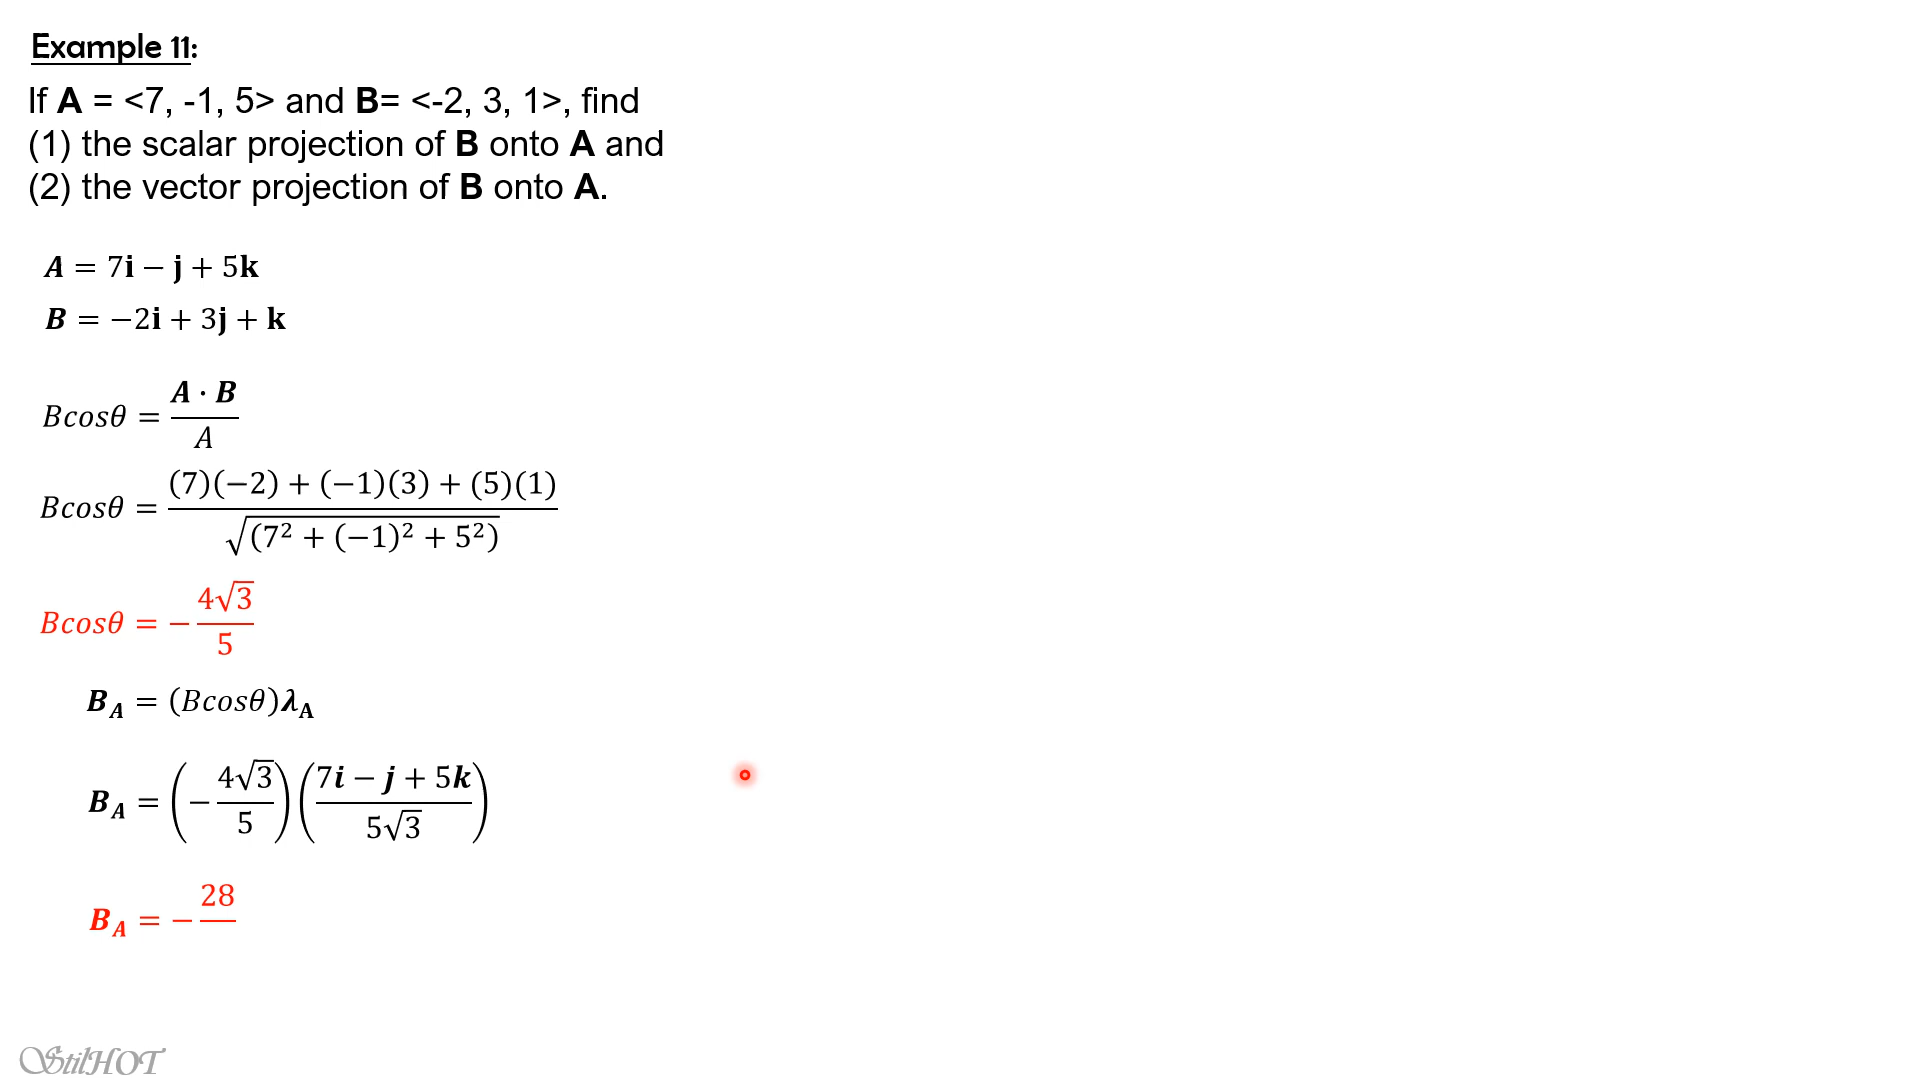 Example 11:
If A = <7, -1, 5> and B= <-2, 3, 1>, find
(1) the scalar projection of B onto A and
(2) the vector projection of B onto A.
A = 7i − j + 5k
B = −2i + 3j + k
Bcosθ = A · B / A
Bcosθ = (7)(−2) + (−1)(3) + (5)(1) / √(7² + (−1)² + 5²)
Bcosθ = − 4√3 / 5
B_A = (Bcosθ)λ_A
B_A = (− 4√3 / 5) (7i − j + 5k / 5√3)
B_A = − 28
StilHOT